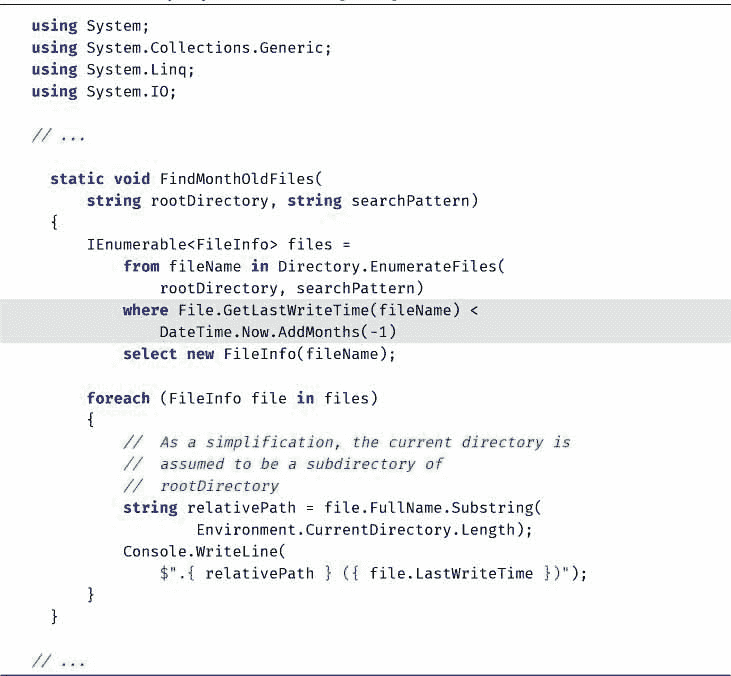 using System;
using System.Collections.Generic;
using System.Linq;
using System.IO;
// ...
static void FindMonthOldFiles(
string rootDirectory, string searchPattern)
{
IEnumerable<FileInfo> files =
from fileName in Directory.EnumerateFiles(
rootDirectory, searchPattern)
where File.GetLastWriteTime(fileName) <
DateTime.Now.AddMonths(-1)
select new FileInfo(fileName);
foreach (FileInfo file in files)
{
// As a simplification, the current directory is
// assumed to be a subdirectory of
// rootDirectory
string relativePath = file.FullName.Substring(
Environment.CurrentDirectory.Length);
Console.WriteLine(
$".{ relativePath } ({ file.LastWriteTime })");
}
}
// ...